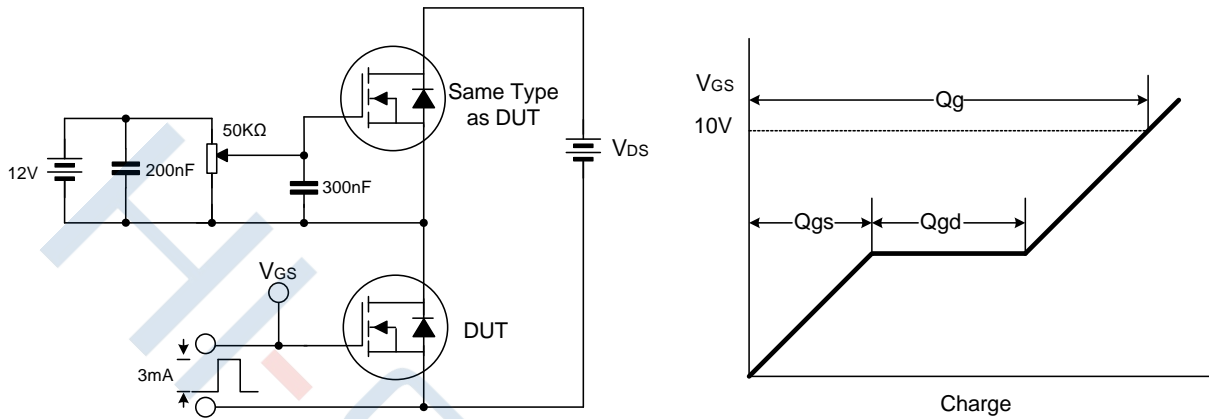 12V
200nF
50KΩ
300nF
Same Type
as DUT
VDS
VGS
DUT
3mA
VGS
10V
Qg
Qgs
Qgd
Charge